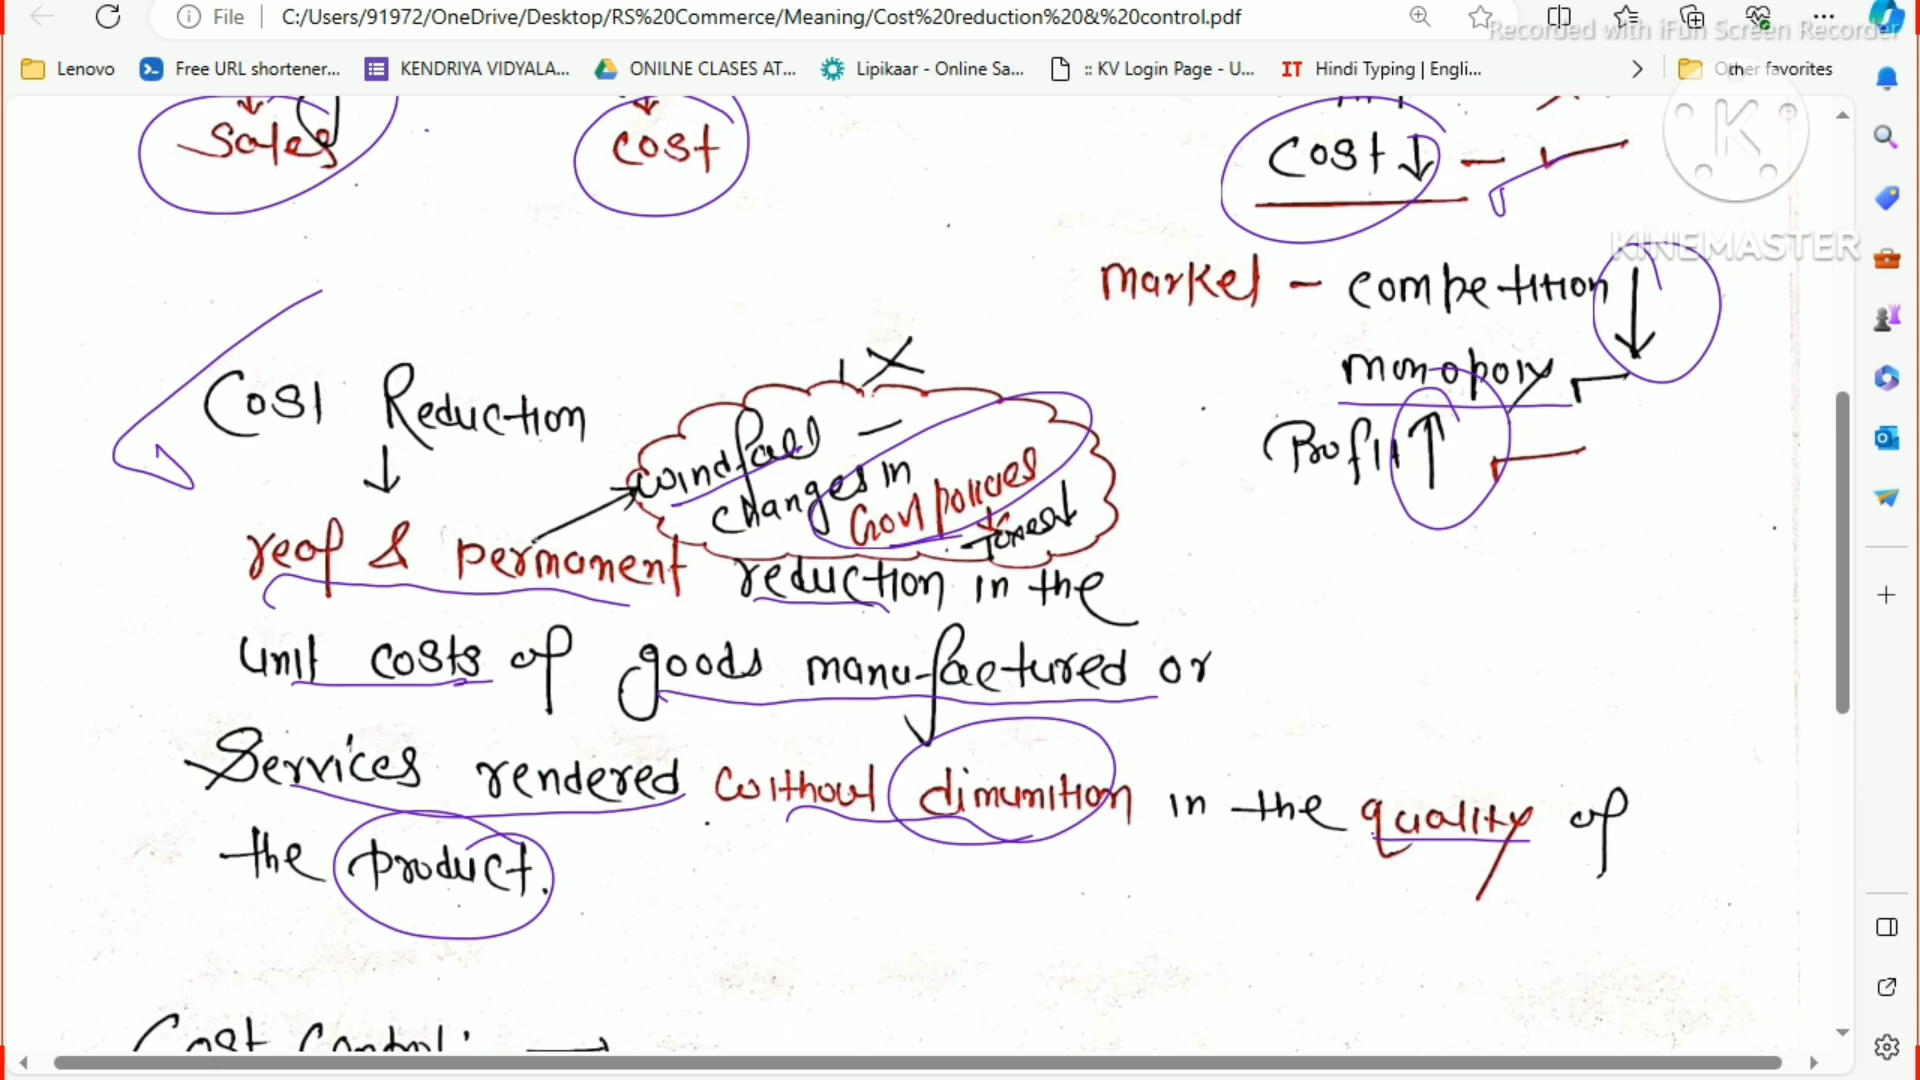 File
C:/Users/91972/OneDrive/Desktop/RS%20Commerce/Meaning/Cost%20reduction%20&%20control.pdf
Recorded with iFun Screen Recorder
Lenovo
Free URL shortener...
KENDRIYA VIDYALA...
ONILNE CLASES AT...
Lipikaar - Online Sa...
:: KV Login Page - U...
IT Hindi Typing | Engli...
Other favorites
K
KINEMASTER
Sales
cost
Cost ↓ -
Market - competition ↓
monopoly
Profit ↑
Cost Reduction
↓
windfall -
changes in
Govt policies
real & permanent reduction in the
unit costs of goods manufactured or
Services rendered without dimunition in the quality of
the product.
Cost Control: →